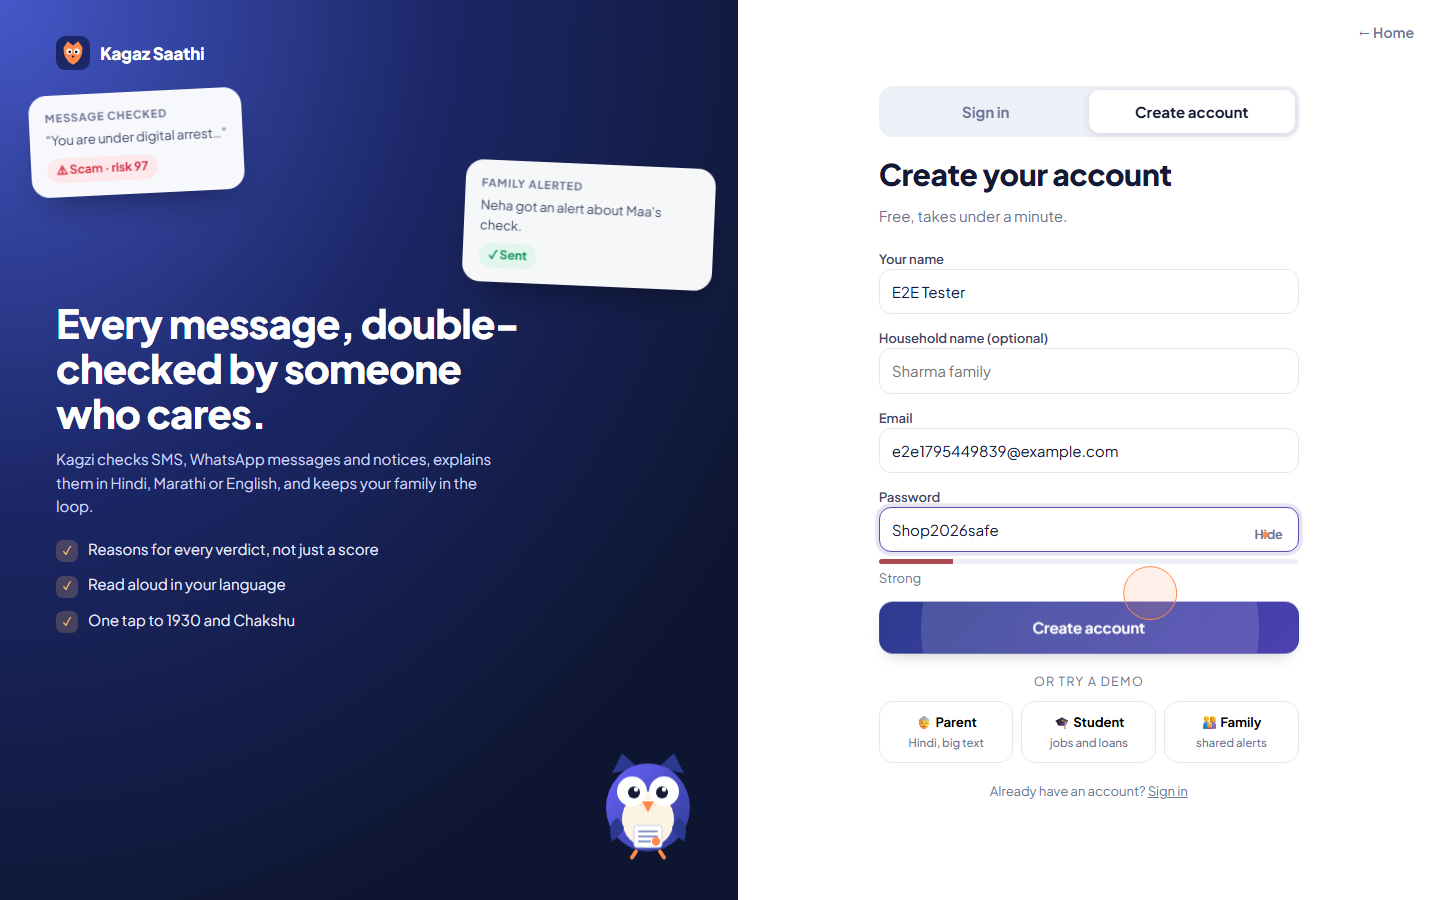 Kagaz Saathi
MESSAGE CHECKED
"You are under digital arrest…"
⚠ Scam · risk 97
FAMILY ALERTED
Neha got an alert about Maa's
check.
✓ Sent
Every message, double-
checked by someone
who cares.
Kagzi checks SMS, WhatsApp messages and notices, explains
them in Hindi, Marathi or English, and keeps your family in the
loop.
✓ Reasons for every verdict, not just a score
✓ Read aloud in your language
✓ One tap to 1930 and Chakshu
← Home
Sign in
Create account
Create your account
Free, takes under a minute.
Your name
E2E Tester
Household name (optional)
Sharma family
Email
e2e1795449839@example.com
Password
Shop2026safe
Hide
Strong
Create account
OR TRY A DEMO
Parent
Hindi, big text
Student
jobs and loans
Family
shared alerts
Already have an account? Sign in